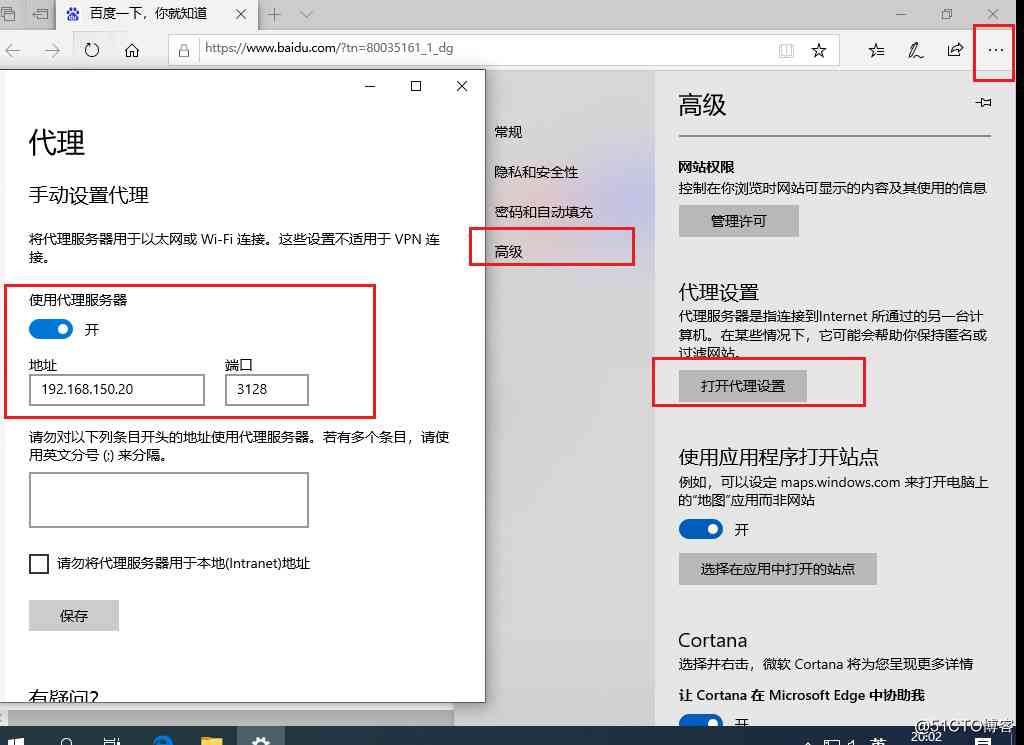 百度一下，你就知道
https://www.baidu.com/?tn=80035161_1_dg
代理
手动设置代理
将代理服务器用于以太网或 Wi-Fi 连接。这些设置不适用于 VPN 连
接。
使用代理服务器
开
地址
端口
192.168.150.20
3128
请勿对以下列条目开头的地址使用代理服务器。若有多个条目，请使
用英文分号 (;) 来分隔。
请勿将代理服务器用于本地(Intranet)地址
保存
有疑问?
常规
隐私和安全性
密码和自动填充
高级
高级
网站权限
控制在你浏览时网站可显示的内容及其使用的信息
管理许可
代理设置
代理服务器是指连接到Internet 所通过的另一台计
算机。在某些情况下，它可能会帮助你保持匿名或
过滤网站。
打开代理设置
使用应用程序打开站点
例如，可以设定 maps.windows.com 来打开电脑上
的“地图”应用而非网站
开
选择在应用中打开的站点
Cortana
选择并右击，微软 Cortana 将为您呈现更多详情
让 Cortana 在 Microsoft Edge 中协助我
开
英
20:02
@51CTO博客